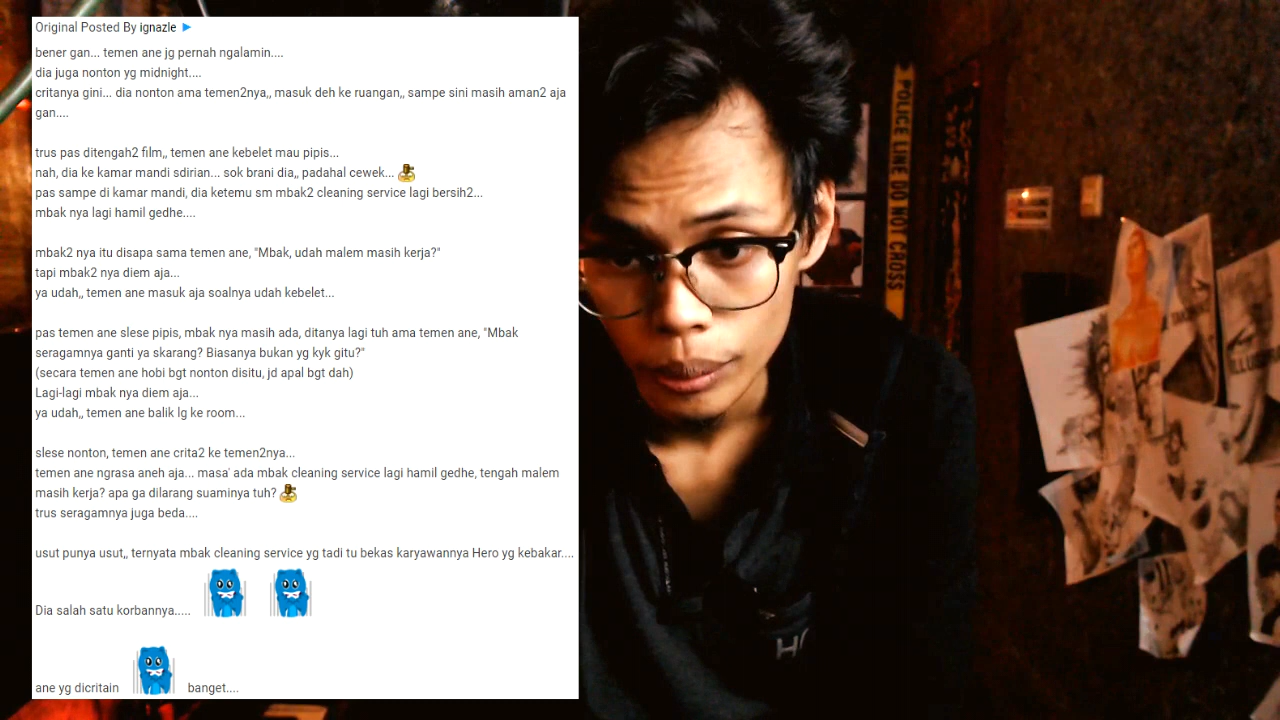 Original Posted By ignazle
bener gan... temen ane jg pernah ngalamin....
dia juga nonton yg midnight....
critanya gini... dia nonton ama temen2nya,, masuk deh ke ruangan,, sampe sini masih aman2 aja
gan....
trus pas ditengah2 film,, temen ane kebelet mau pipis...
nah, dia ke kamar mandi sdirian... sok brani dia,, padahal cewek...
pas sampe di kamar mandi, dia ketemu sm mbak2 cleaning service lagi bersih2...
mbak nya lagi hamil gedhe....
mbak2 nya itu disapa sama temen ane, "Mbak, udah malem masih kerja?"
tapi mbak2 nya diem aja...
ya udah,, temen ane masuk aja soalnya udah kebelet...
pas temen ane slese pipis, mbak nya masih ada, ditanya lagi tuh ama temen ane, "Mbak
seragamnya ganti ya skarang? Biasanya bukan yg kyk gitu?"
(secara temen ane hobi bgt nonton disitu, jd apal bgt dah)
Lagi-lagi mbak nya diem aja...
ya udah,, temen ane balik lg ke room...
slese nonton, temen ane crita2 ke temen2nya...
temen ane ngrasa aneh aja... masa' ada mbak cleaning service lagi hamil gedhe, tengah malem
masih kerja? apa ga dilarang suaminya tuh?
trus seragamnya juga beda....
usut punya usut,, ternyata mbak cleaning service yg tadi tu bekas karyawannya Hero yg kebakar....
Dia salah satu korbannya.....
ane yg dicritain banget....
POLICE LINE DO NOT CROSS